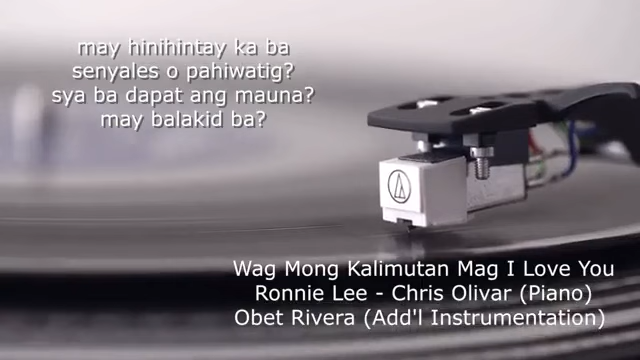 may hinihintay ka ba
senyales o pahiwatig?
sya ba dapat ang mauna?
may balakid ba?
Wag Mong Kalimutan Mag I Love You
Ronnie Lee - Chris Olivar (Piano)
Obet Rivera (Add'l Instrumentation)